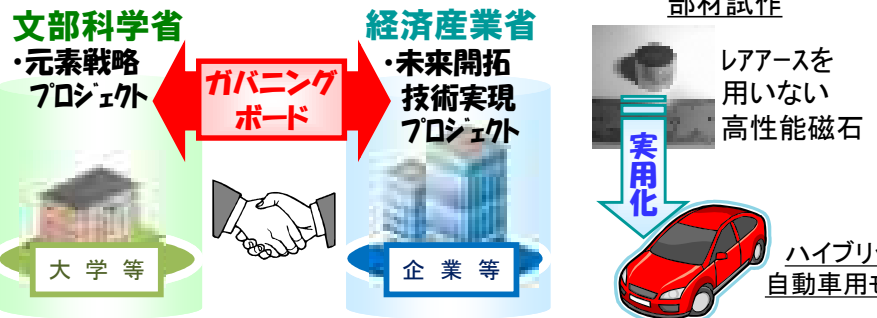 文部科学省
・元素戦略
プロジェクト
大学等
ガバニング
ボード
経済産業省
・未来開拓
技術実現
プロジェクト
企業等
部材試作
レアアースを
用いない
高性能磁石
実用化
ハイブリ
自動車用